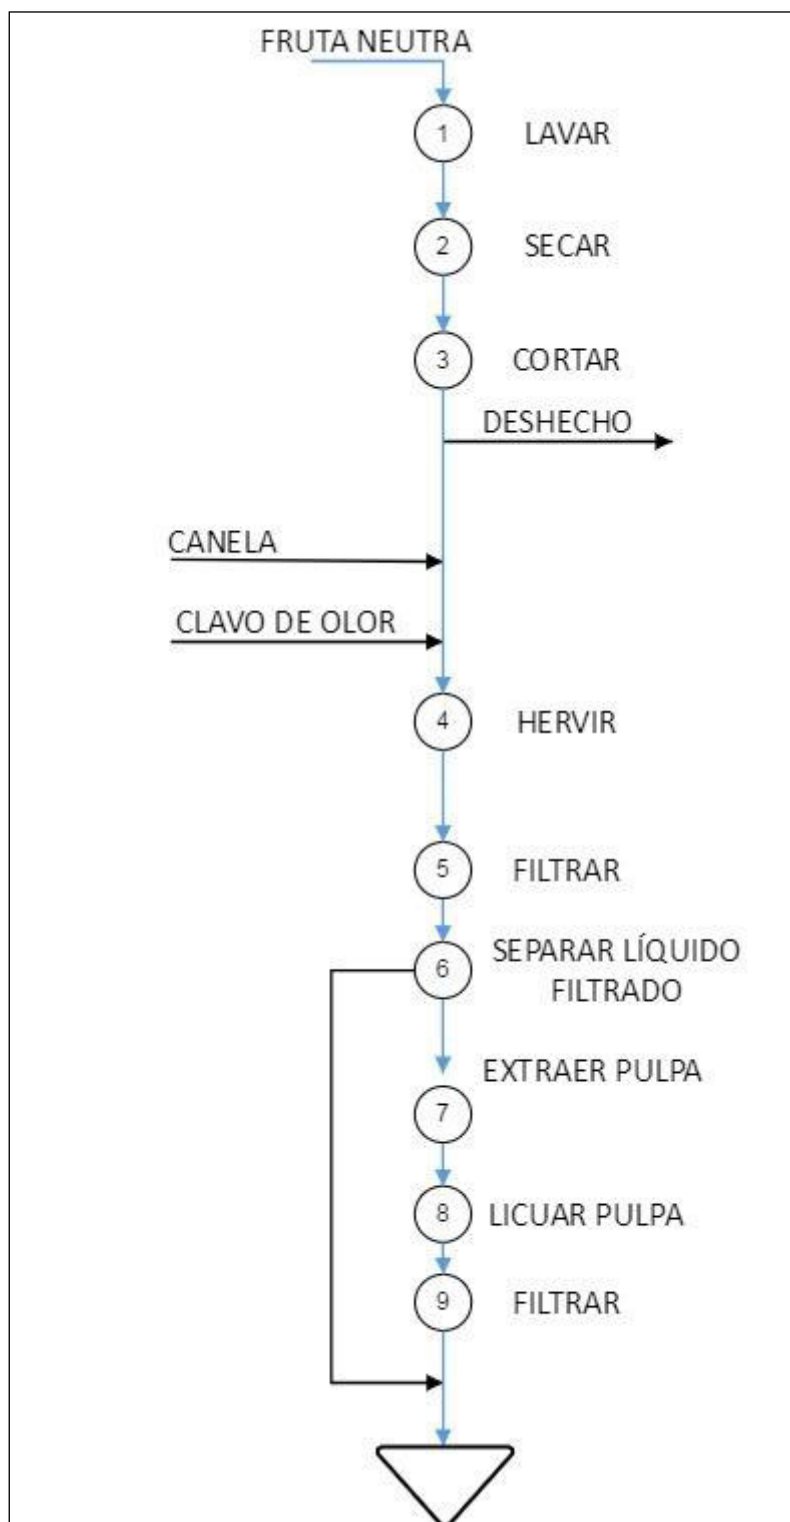 FRUTA NEUTRA
1 LAVAR
2 SECAR
3 CORTAR
DESHECHO
CANELA
CLAVO DE OLOR
4 HERVIR
5 FILTRAR
6 SEPARAR LÍQUIDO
FILTRADO
EXTRAER PULPA
7
8 LICUAR PULPA
9 FILTRAR